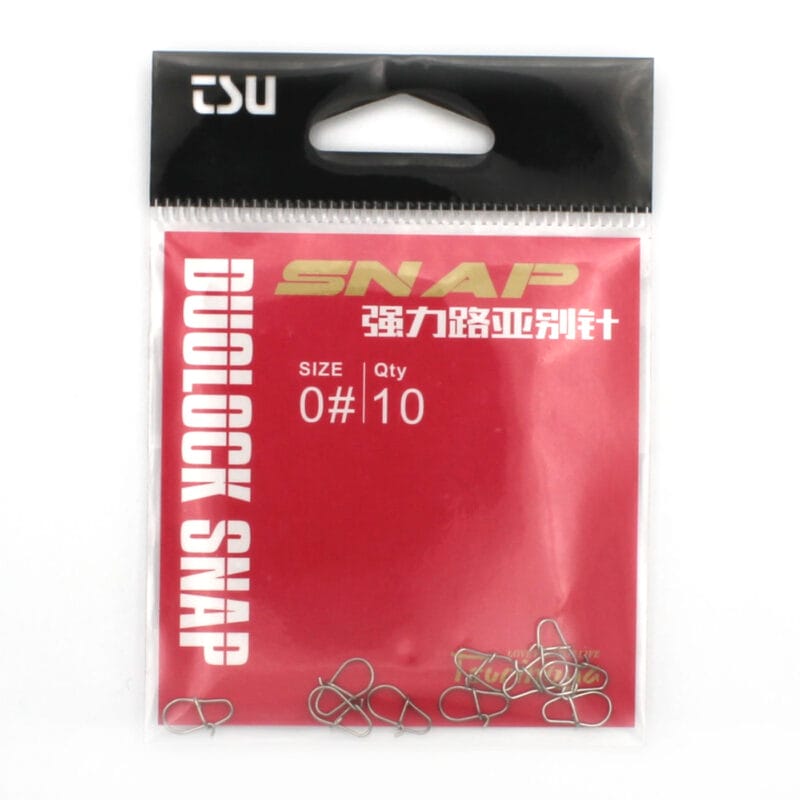 TSU
SNAP
强力路亚别针
DUOLOCK SNAP
SIZE Qty
0# 10